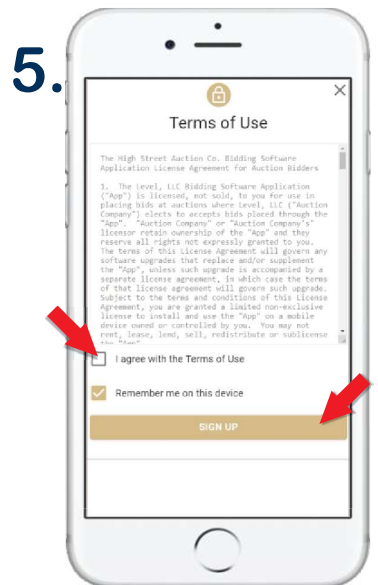 5.
Terms of Use
The High Street Auction Co. Bidding Software
Application License Agreement for Auction Bidders
1. The Level, LLC Bidding Software Application
("App") is licensed, not sold, to you for use in
placing bids at auctions where Level, LLC ("Auction
Company") elects to accepts bids placed through the
"App". "Auction Company" or "Auction Company's"
licensor retain ownership of the "App" and they
reserve all rights not expressly granted to you.
The terms of this License Agreement will govern any
software upgrades that replace and/or supplement
the "App", unless such upgrade is accompanied by a
separate license agreement, in which case the terms
of that license agreement will govern such upgrade.
Subject to the terms and conditions of this License
Agreement, you are granted a limited non-exclusive
license to install and use the "App" on a mobile
device owned or controlled by you. You may not
rent, lease, lend, sell, redistribute or sublicense
the "App"
I agree with the Terms of Use
Remember me on this device
SIGN UP